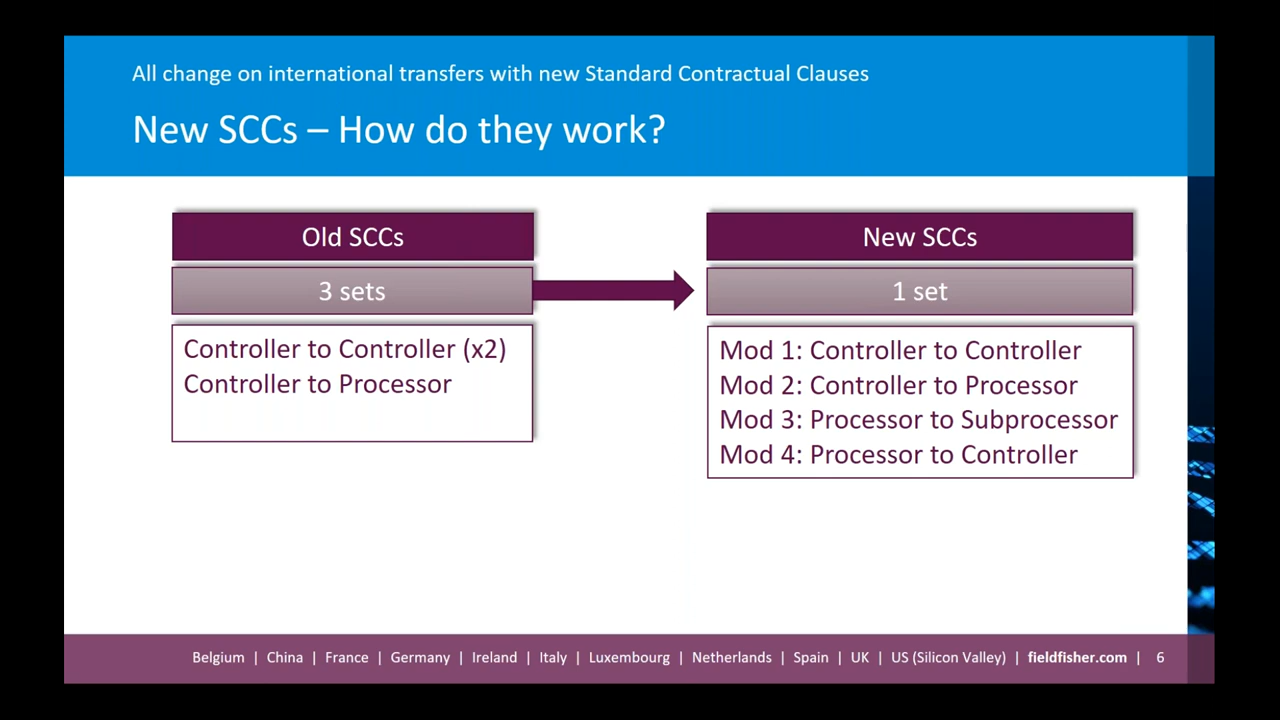 All change on international transfers with new Standard Contractual Clauses
New SCCs – How do they work?
Old SCCs
3 sets
Controller to Controller (x2)
Controller to Processor
New SCCs
1 set
Mod 1: Controller to Controller
Mod 2: Controller to Processor
Mod 3: Processor to Subprocessor
Mod 4: Processor to Controller
Belgium | China | France | Germany | Ireland | Italy | Luxembourg | Netherlands | Spain | UK | US (Silicon Valley) | fieldfisher.com | 6